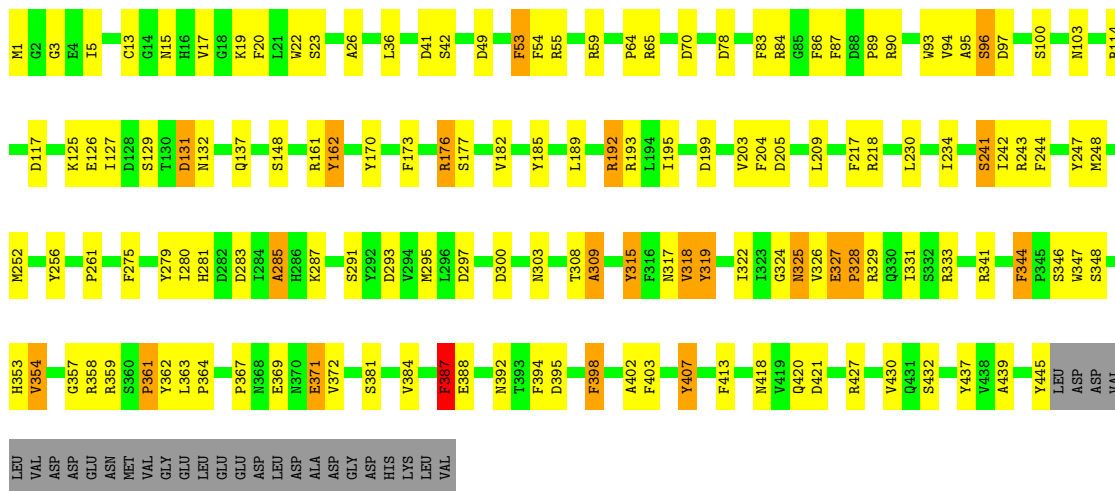 M1 G2 G3 E4 I5 C13 G14 N15 H16 V17 G18 K19 F20 L21 W22 S23 A26 L36 D41 S42 D49 F53 F54 R55 R59 P64 R65 D70 D78 F83 R84 G85 F86 F87 D88 P89 R90 W93 V94 A95 S96 D97 S100 N103
D117 K125 E126 I127 D128 S129 T130 D131 N132 Q137 S148 R161 Y162 Y170 F173 R176 S177 V182 Y185 L189 R192 R193 L194 I195 D199 V203 F204 D205 L209 F217 R218 L230 I234 S241 I242 R243 F244 Y247 M248
M252 Y256 P261 F275 Y279 I280 H281 D282 D283 I284 A285 H286 K287 S291 Y292 D293 V294 M295 L296 D297 D300 N303 T308 A309 Y315 F316 N317 V318 Y319 I322 I323 G324 N325 V326 E327 P328 R329 Q330 I331 S332 R333 R341 F344 P345 S346 W347 S348
H353 V354 G357 R358 R359 S360 P361 Y362 L363 P364 P367 N368 E369 N370 E371 V372 S381 V384 F387 E388 N392 T393 F394 D395 F398 A402 F403 Y407 F413 N418 V419 Q420 D421 R427 V430 Q431 S432 Y437 V438 A439 Y445 LEU ASP ASP VAL
LEU VAL ASP ASP GLU ASN MET VAL GLY GLU LEU GLU GLU ASP LEU ASP ALA ASP GLY ASP HIS LYS LEU VAL